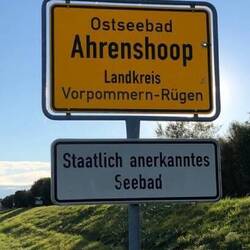 Ostseebad
Ahrenshoop
Landkreis
Vorpommern-Rügen
Staatlich anerkanntes
Seebad